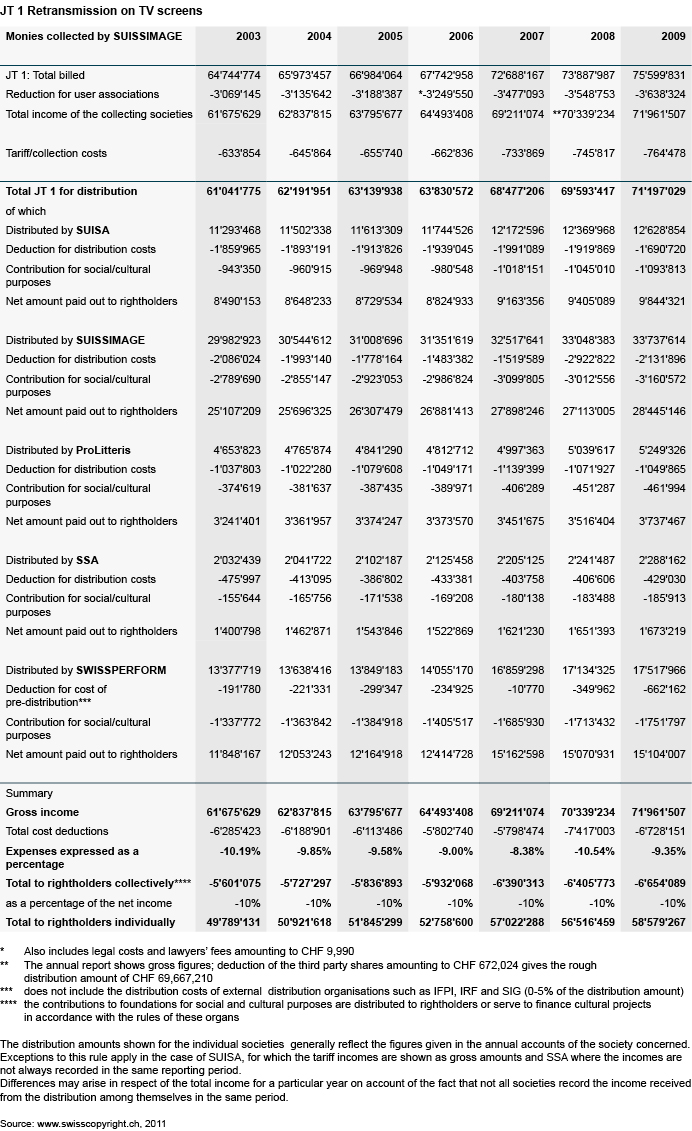 JT 1 Retransmission on TV screens
Monies collected by SUISSIMAGE 2003 2004 2005 2006 2007 2008 2009
JT 1: Total billed 64'744'774 65'973'457 66'984'064 67'742'958 72'688'167 73'887'987 75'599'831
Reduction for user associations -3'069'145 -3'135'642 -3'188'387 *-3'249'550 -3'477'093 -3'548'753 -3'638'324
Total income of the collecting societies 61'675'629 62'837'815 63'795'677 64'493'408 69'211'074 **70'339'234 71'961'507
Tariff/collection costs -633'854 -645'864 -655'740 -662'836 -733'869 -745'817 -764'478
Total JT 1 for distribution 61'041'775 62'191'951 63'139'938 63'830'572 68'477'206 69'593'417 71'197'029
of which
Distributed by SUISA 11'293'468 11'502'338 11'613'309 11'744'526 12'172'596 12'369'968 12'628'854
Deduction for distribution costs -1'859'965 -1'893'191 -1'913'826 -1'939'045 -1'991'089 -1'919'869 -1'690'720
Contribution for social/cultural -943'350 -960'915 -969'948 -980'548 -1'018'151 -1'045'010 -1'093'813
purposes
Net amount paid out to rightholders 8'490'153 8'648'233 8'729'534 8'824'933 9'163'356 9'405'089 9'844'321
Distributed by SUISSIMAGE 29'982'923 30'544'612 31'008'696 31'351'619 32'517'641 33'048'383 33'737'614
Deduction for distribution costs -2'086'024 -1'993'140 -1'778'164 -1'483'382 -1'519'589 -2'922'822 -2'131'896
Contribution for social/cultural -2'789'690 -2'855'147 -2'923'053 -2'986'824 -3'099'805 -3'012'556 -3'160'572
purposes
Net amount paid out to rightholders 25'107'209 25'696'325 26'307'479 26'881'413 27'898'246 27'113'005 28'445'146
Distributed by ProLitteris 4'653'823 4'765'874 4'841'290 4'812'712 4'997'363 5'039'617 5'249'326
Deduction for distribution costs -1'037'803 -1'022'280 -1'079'608 -1'049'171 -1'139'399 -1'071'927 -1'049'865
Contribution for social/cultural -374'619 -381'637 -387'435 -389'971 -406'289 -451'287 -461'994
purposes
Net amount paid out to rightholders 3'241'401 3'361'957 3'374'247 3'373'570 3'451'675 3'516'404 3'737'467
Distributed by SSA 2'032'439 2'041'722 2'102'187 2'125'458 2'205'125 2'241'487 2'288'162
Deduction for distribution costs -475'997 -413'095 -386'802 -433'381 -403'758 -406'606 -429'030
Contribution for social/cultural -155'644 -165'756 -171'538 -169'208 -180'138 -183'488 -185'913
purposes
Net amount paid out to rightholders 1'400'798 1'462'871 1'543'846 1'522'869 1'621'230 1'651'393 1'673'219
Distributed by SWISSPERFORM 13'377'719 13'638'416 13'849'183 14'055'170 16'859'298 17'134'325 17'517'966
Deduction for cost of -191'780 -221'331 -299'347 -234'925 -10'770 -349'962 -662'162
pre-distribution***
Contribution for social/cultural -1'337'772 -1'363'842 -1'384'918 -1'405'517 -1'685'930 -1'713'432 -1'751'797
purposes
Net amount paid out to rightholders 11'848'167 12'053'243 12'164'918 12'414'728 15'162'598 15'070'931 15'104'007
Summary
Gross income 61'675'629 62'837'815 63'795'677 64'493'408 69'211'074 70'339'234 71'961'507
Total cost deductions -6'285'423 -6'188'901 -6'113'486 -5'802'740 -5'798'474 -7'417'003 -6'728'151
Expenses expressed as a -10.19% -9.85% -9.58% -9.00% -8.38% -10.54% -9.35%
percentage
Total to rightholders collectively**** -5'601'075 -5'727'297 -5'836'893 -5'932'068 -6'390'313 -6'405'773 -6'654'089
as a percentage of the net income -10% -10% -10% -10% -10% -10% -10%
Total to rightholders individually 49'789'131 50'921'618 51'845'299 52'758'600 57'022'288 56'516'459 58'579'267
* Also includes legal costs and lawyers' fees amounting to CHF 9,990
** The annual report shows gross figures; deduction of the third party shares amounting to CHF 672,024 gives the rough
distribution amount of CHF 69,667,210
*** does not include the distribution costs of external distribution organisations such as IFPI, IRF and SIG (0-5% of the distribution amount)
**** the contributions to foundations for social and cultural purposes are distributed to rightholders or serve to finance cultural projects
in accordance with the rules of these organs
The distribution amounts shown for the individual societies generally reflect the figures given in the annual accounts of the society concerned.
Exceptions to this rule apply in the case of SUISA, for which the tariff incomes are shown as gross amounts and SSA where the incomes are
not always recorded in the same reporting period.
Differences may arise in respect of the total income for a particular year on account of the fact that not all societies record the income received
from the distribution among themselves in the same period.
Source: www.swisscopyright.ch, 2011